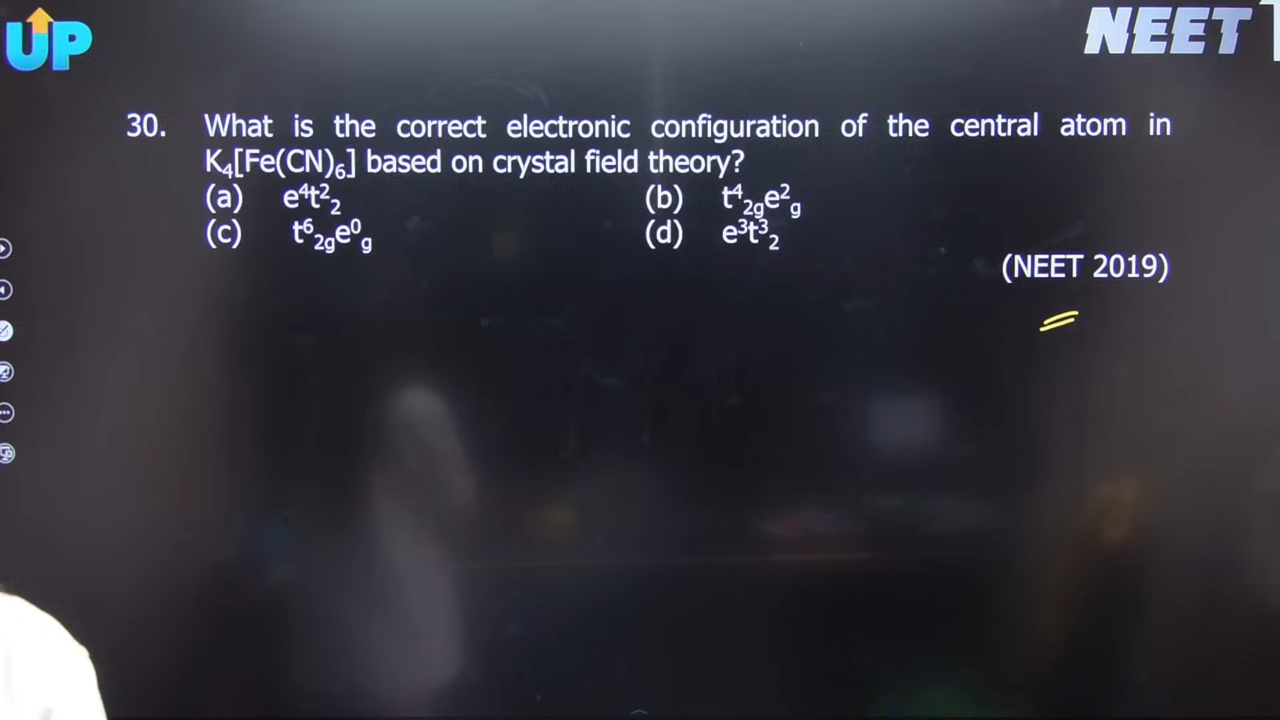 UP
NEET
30. What is the correct electronic configuration of the central atom in
K₄[Fe(CN)₆] based on crystal field theory?
(a) e⁴t²₂ (b) t⁴₂ge²g
(c) t⁶₂ge⁰g (d) e³t³₂
(NEET 2019)